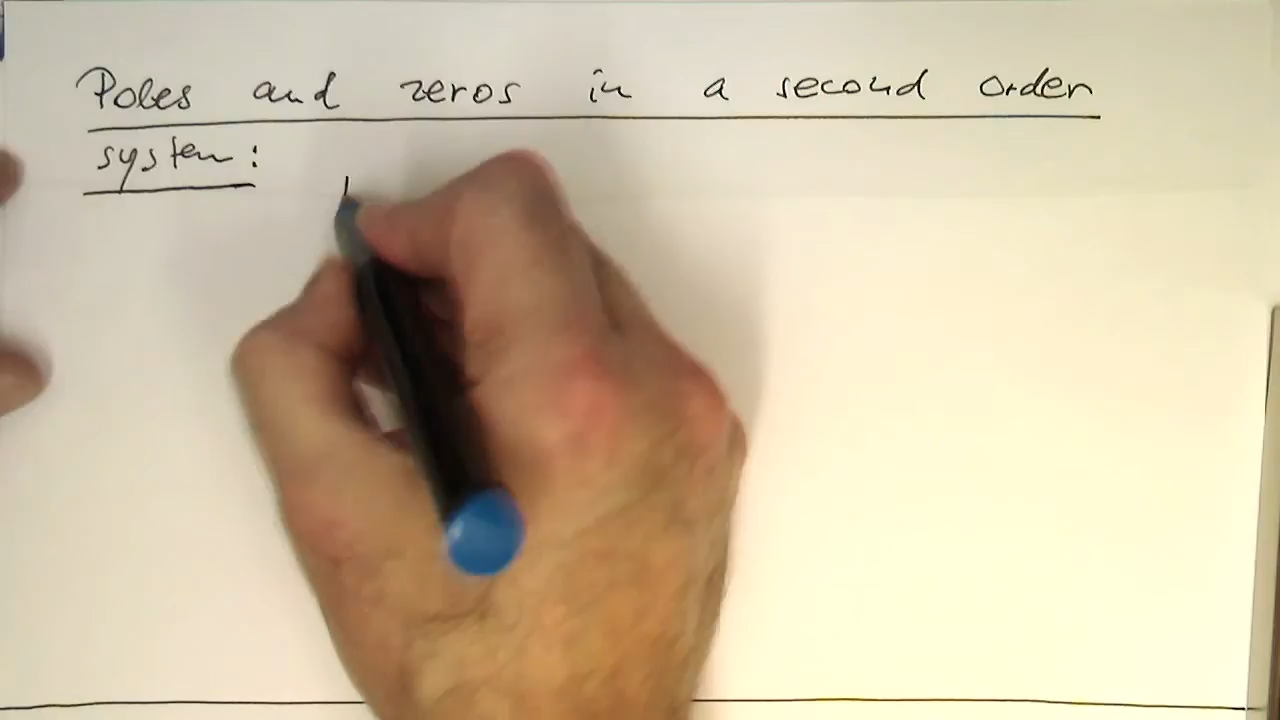 Poles and zeros in a second order
system: